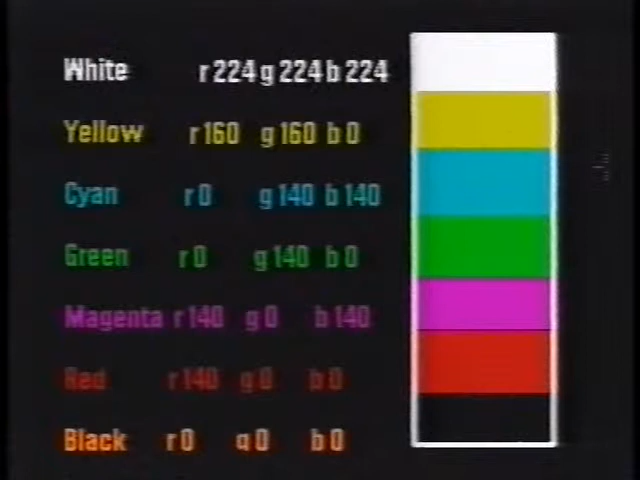 White r224 g224 b224
Yellow r160 g160 b0
Cyan r0 g140 b140
Green r0 g140 b0
Magenta r140 g0 b140
Red r140 g0 b0
Black r0 g0 b0